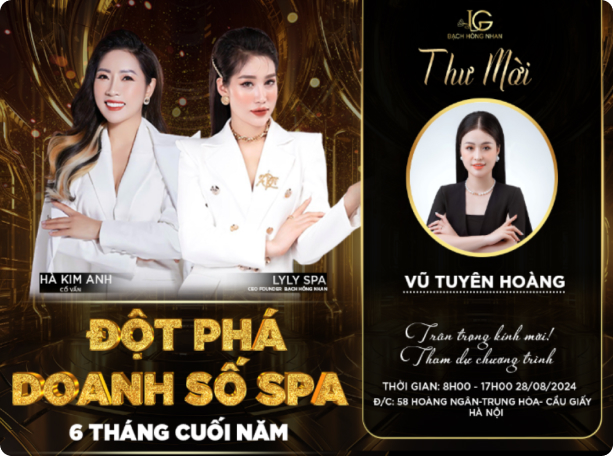 HÀ KIM ANH
CỐ VẤN
LYLY SPA
CEO FOUNDER BẠCH HỒNG NHAN
ĐỘT PHÁ
DOANH SỐ SPA
6 THÁNG CUỐI NĂM
LG
BẠCH HỒNG NHAN
Thư Mời
VŨ TUYÊN HOÀNG
Trân trọng kính mời!
Tham dự chương trình
THỜI GIAN: 8H00 - 17H00 28/08/2024
Đ/C: 58 HOÀNG NGÂN-TRUNG HÒA- CẦU GIẤY
HÀ NỘI